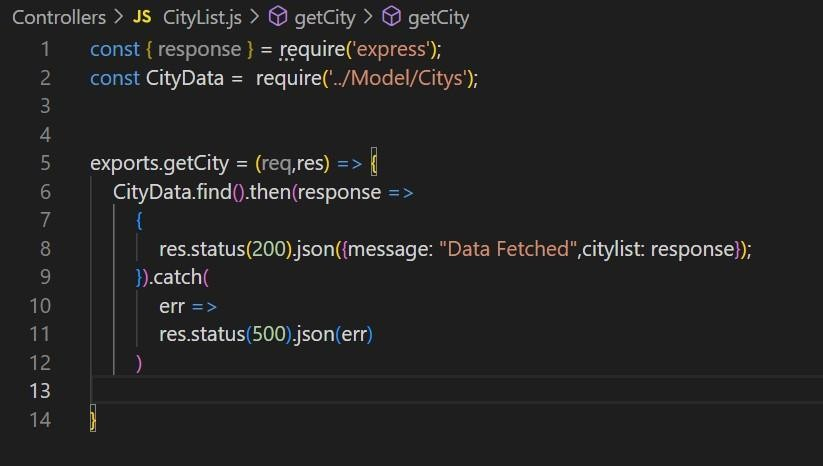 Controllers > JS CityList.js > getCity > getCity
1 const { response } = require('express');
2 const CityData =  require('../Model/Citys');
3
4
5 exports.getCity = (req,res) => {
6 CityData.find().then(response =>
7 {
8 res.status(200).json({message: "Data Fetched",citylist: response});
9 }).catch(
10 err =>
11 res.status(500).json(err)
12 )
13
14 }